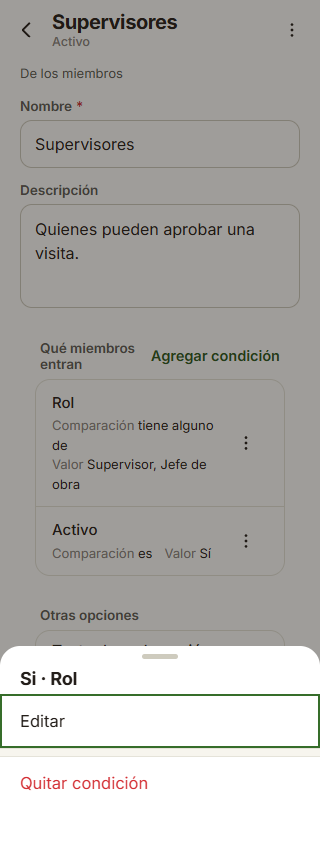 Supervisores
Activo
De los miembros
Nombre *
Supervisores
Descripción
Quienes pueden aprobar una
visita.
Qué miembros
entran
Agregar condición
Rol
Comparación tiene alguno
de
Valor Supervisor, Jefe de
obra
Activo
Comparación es Valor Sí
Otras opciones
Si · Rol
Editar
Quitar condición